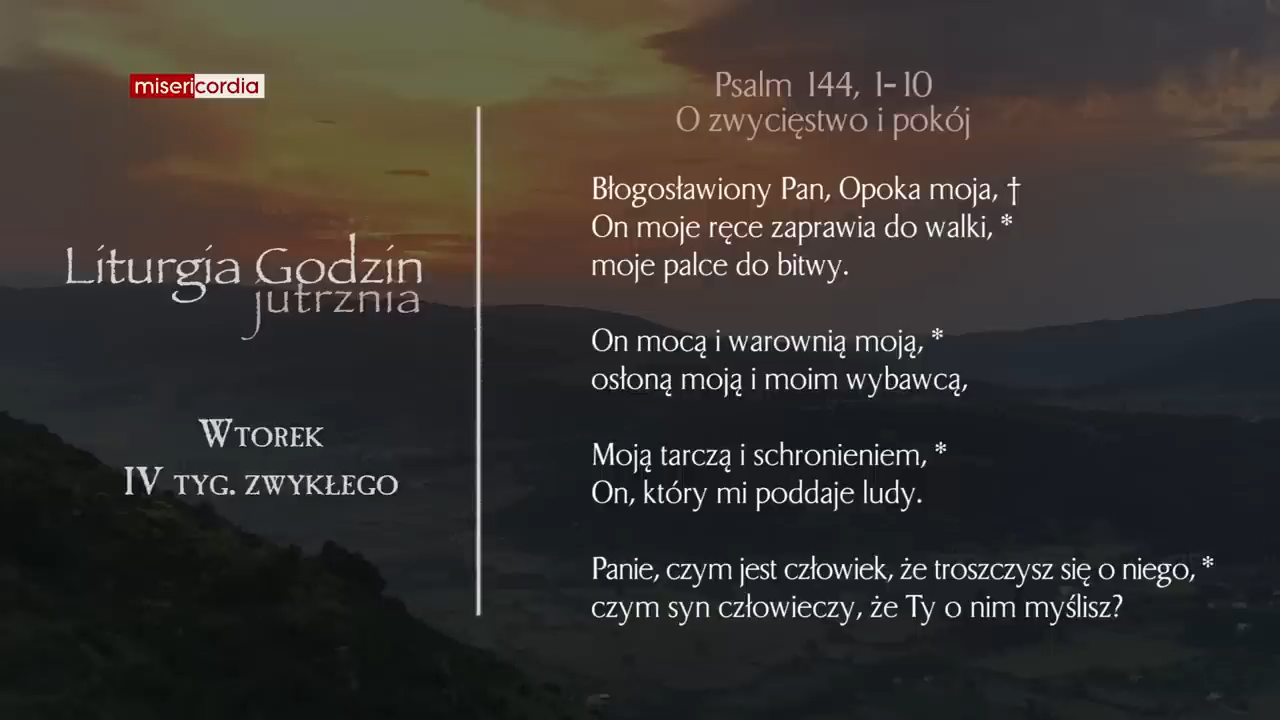 misericordia
Liturgia Godzin
jutrznia
Wtorek
IV tyg. zwykłego
Psalm 144, 1-10
O zwycięstwo i pokój
Błogosławiony Pan, Opoka moja, †
On moje ręce zaprawia do walki, *
moje palce do bitwy.
On mocą i warownią moją, *
osłoną moją i moim wybawcą,
Moją tarczą i schronieniem, *
On, który mi poddaje ludy.
Panie, czym jest człowiek, że troszczysz się o niego, *
czym syn człowieczy, że Ty o nim myślisz?